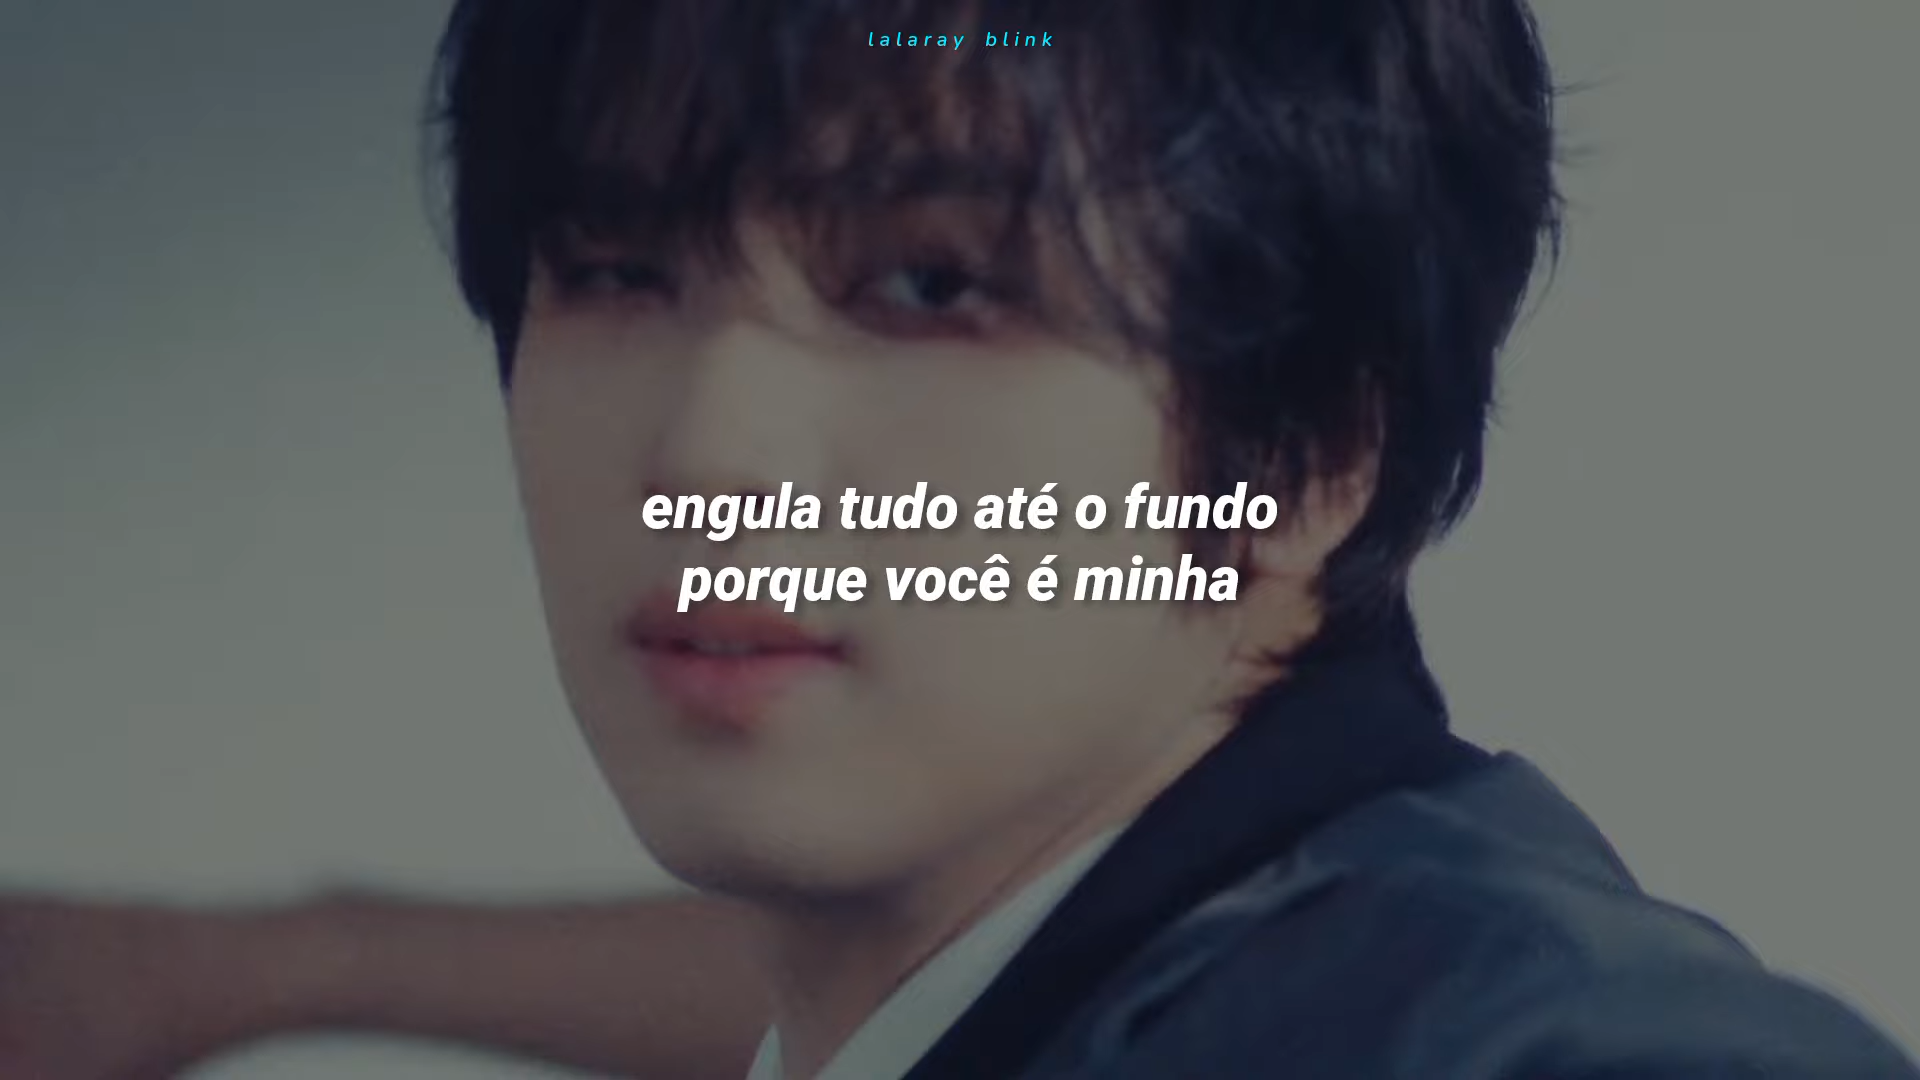 lalaray blink
engula tudo até o fundo
porque você é minha